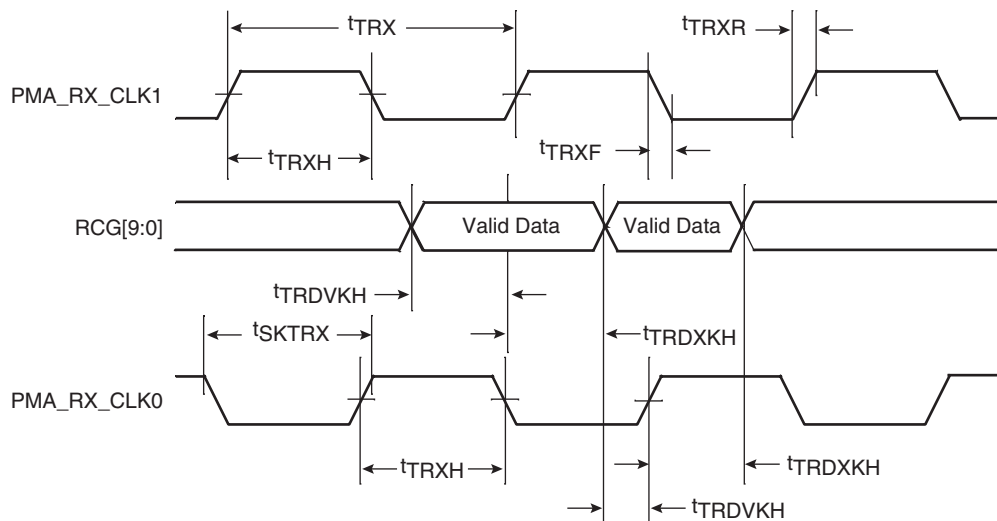 tTRX
tTRXR
PMA_RX_CLK1
tTRXH
tTRXF
RCG[9:0]
Valid Data
Valid Data
tTRDVKH
tSKTRX
tTRDXKH
PMA_RX_CLK0
tTRXH
tTRDXKH
tTRDVKH